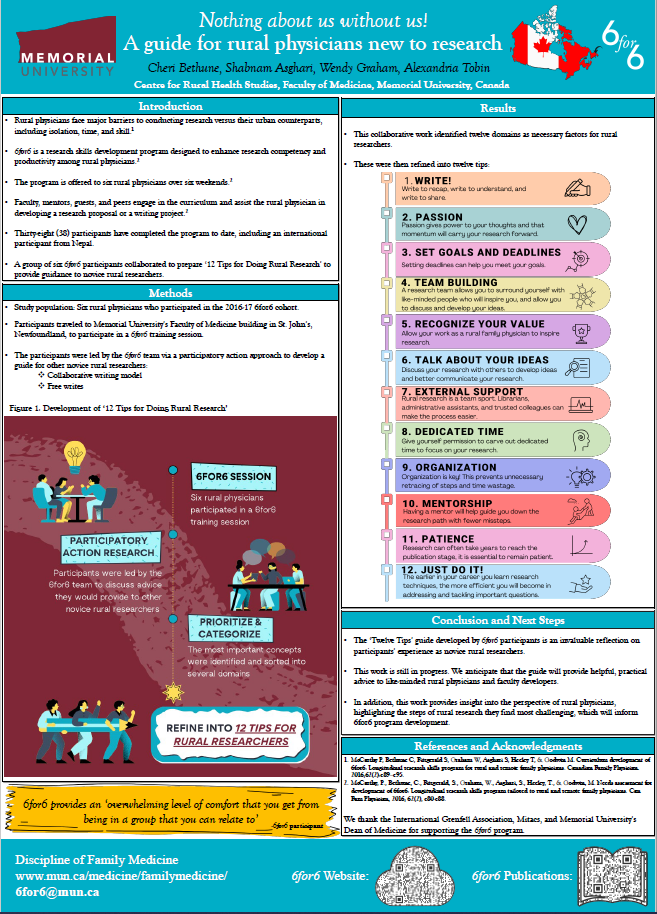 Nothing about us without us!
A guide for rural physicians new to research
Cheri Bethune, Shabnam Asghari, Wendy Graham, Alexandria Tobin
Centre for Rural Health Studies, Faculty of Medicine, Memorial University, Canada
MEMORIAL
UNIVERSITY
6for6
Introduction
• Rural physicians face major barriers to conducting research versus their urban counterparts,
including isolation, time, and skill.1
• 6for6 is a research skills development program designed to enhance research competency and
productivity among rural physicians.2
• The program is offered to six rural physicians over six weekends.2
• Faculty, mentors, guests, and peers engage in the curriculum and assist the rural physician in
developing a research proposal or a writing project.2
• Thirty-eight (38) participants have completed the program to date, including an international
participant from Nepal.
• A group of six 6for6 participants collaborated to prepare '12 Tips for Doing Rural Research' to
provide guidance to novice rural researchers.
Methods
• Study population: Six rural physicians who participated in the 2016-17 6for6 cohort.
• Participants traveled to Memorial University's Faculty of Medicine building in St. John's,
Newfoundland, to participate in a 6for6 training session.
• The participants were led by the 6for6 team via a participatory action approach to develop a
guide for other novice rural researchers:
❖ Collaborative writing model
❖ Free writes
Figure 1. Development of '12 Tips for Doing Rural Research'
6FOR6 SESSION
Six rural physicians
participated in a 6for6
training session
PARTICIPATORY
ACTION RESEARCH
Participants were led by the
6for6 team to discuss advice
they would provide to other
novice rural researchers
PRIORITIZE &
CATEGORIZE
The most important concepts
were identified and sorted into
several domains
REFINE INTO 12 TIPS FOR
RURAL RESEARCHERS
6for6 provides an 'overwhelming level of comfort that you get from
being in a group that you can relate to'
-6for6 participant
Results
• This collaborative work identified twelve domains as necessary factors for rural
researchers.
• These were then refined into twelve tips:
1. WRITE!
Write to recap, write to understand, and
write to share.
2. PASSION
Passion gives power to your thoughts and that
momentum will carry your research forward.
3. SET GOALS AND DEADLINES
Setting deadlines can help you meet your goals.
4. TEAM BUILDING
A research team allows you to surround yourself with
like-minded people who will inspire you, and allow you
to discuss and develop your ideas.
5. RECOGNIZE YOUR VALUE
Allow your work as a rural family physician to inspire
research.
6. TALK ABOUT YOUR IDEAS
Discuss your research with others to develop ideas
and better communicate your research.
7. EXTERNAL SUPPORT
Rural research is a team sport. Librarians,
administrative assistants, and trusted colleagues can
make the process easier.
8. DEDICATED TIME
Give yourself permission to carve out dedicated
time to focus on your research.
9. ORGANIZATION
Organization is key! This prevents unnecessary
retracing of steps and time wastage.
10. MENTORSHIP
Having a mentor will help guide you down the
research path with fewer missteps.
11. PATIENCE
Research can often take years to reach the
publication stage, it is essential to remain patient.
12. JUST DO IT!
The earlier in your career you learn research
techniques, the more efficient you will become in
addressing and tackling important questions.
Conclusion and Next Steps
• The 'Twelve Tips' guide developed by 6for6 participants is an invaluable reflection on
participants' experience as novice rural researchers.
• This work is still in progress. We anticipate that the guide will provide helpful, practical
advice to like-minded rural physicians and faculty developers.
• In addition, this work provides insight into the perspective of rural physicians,
highlighting the steps of rural research they find most challenging, which will inform
6for6 program development.
References and Acknowledgments
1. McCarthy P, Bethune C, Fitzgerald S, Graham W, Asghari S, Heeley T, & Godwin M. Curriculum development of
6for6. Longitudinal research skills program for rural and remote family physicians. Canadian Family Physician.
2016;62(2):e89-e95.
2. McCarthy, P., Bethune, C., Fitzgerald, S., Graham, W., Asghari, S., Heeley, T., & Godwin, M. Needs assessment for
development of 6for6. Longitudinal research skills program tailored to rural and remote family physicians. Can
Fam Physician, 2016; 62(2), e80-e88.
We thank the International Grenfell Association, Mitacs, and Memorial University's
Dean of Medicine for supporting the 6for6 program.
Discipline of Family Medicine
www.mun.ca/medicine/familymedicine/
6for6@mun.ca
6for6 Website:
6for6 Publications: